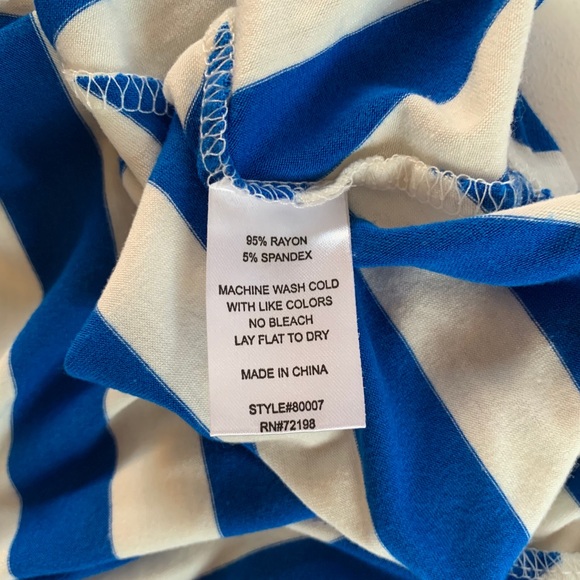 95% RAYON
5% SPANDEX
MACHINE WASH COLD
WITH LIKE COLORS
NO BLEACH
LAY FLAT TO DRY
MADE IN CHINA
STYLE#80007
RN#72198